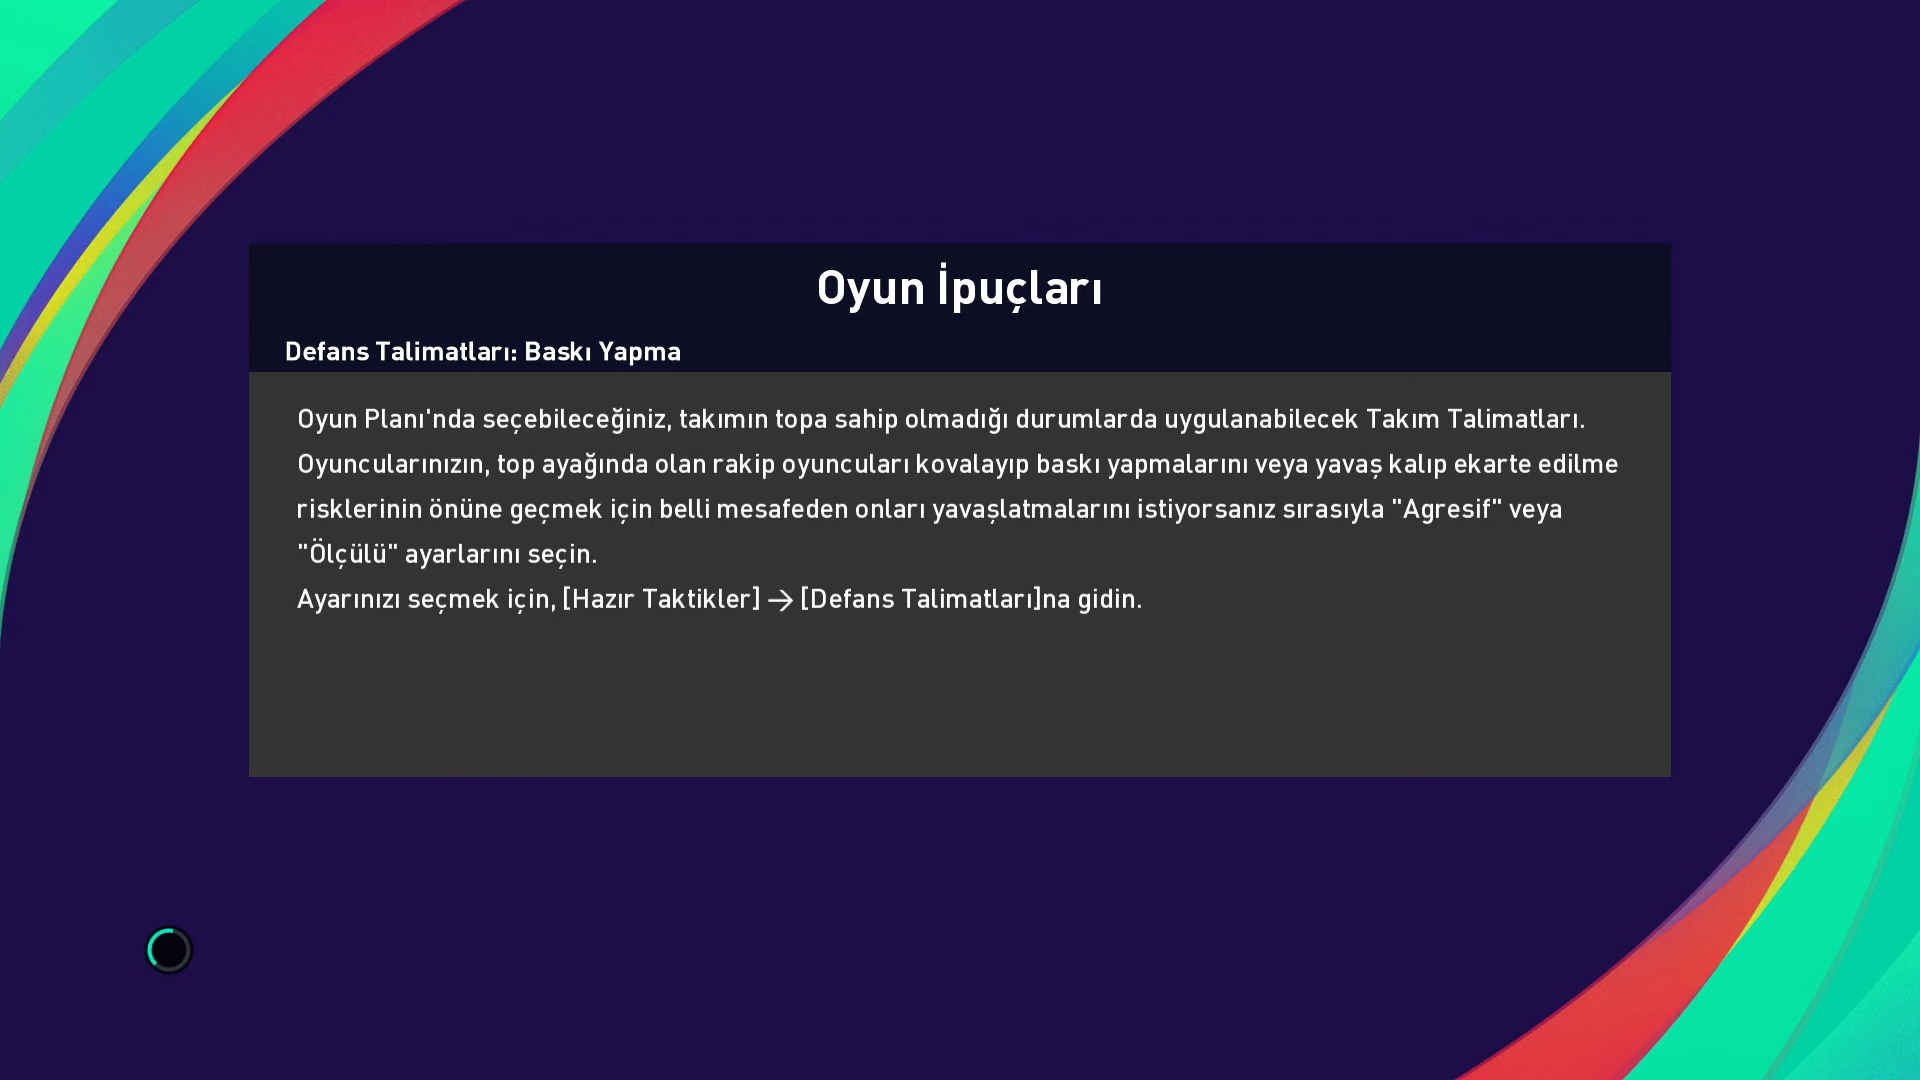 Oyun İpuçları
Defans Talimatları: Baskı Yapma
Oyun Planı'nda seçebileceğiniz, takımın topa sahip olmadığı durumlarda uygulanabilecek Takım Talimatları.
Oyuncularınızın, top ayağında olan rakip oyuncuları kovalayıp baskı yapmalarını veya yavaş kalıp ekarte edilme
risklerinin önüne geçmek için belli mesafeden onları yavaşlatmalarını istiyorsanız sırasıyla "Agresif" veya
"Ölçülü" ayarlarını seçin.
Ayarınızı seçmek için, [Hazır Taktikler] → [Defans Talimatları]na gidin.